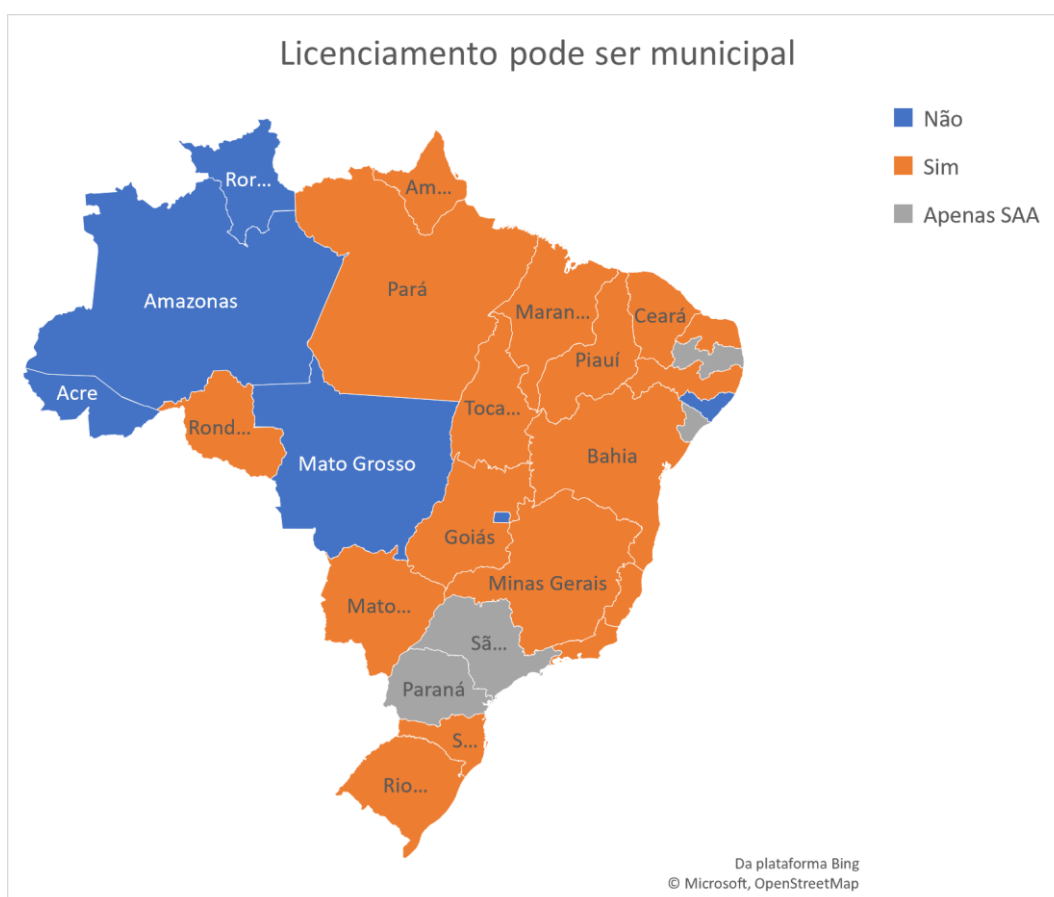 Licenciamento pode ser municipal
Não
Sim
Apenas SAA
Ror...
Am...
Amazonas
Pará
Maran...
Ceará
Piauí
Acre
Toca...
Rond...
Mato Grosso
Bahia
Goiás
Minas Gerais
Mato...
Sã...
Paraná
S...
Rio...
Da plataforma Bing
© Microsoft, OpenStreetMap